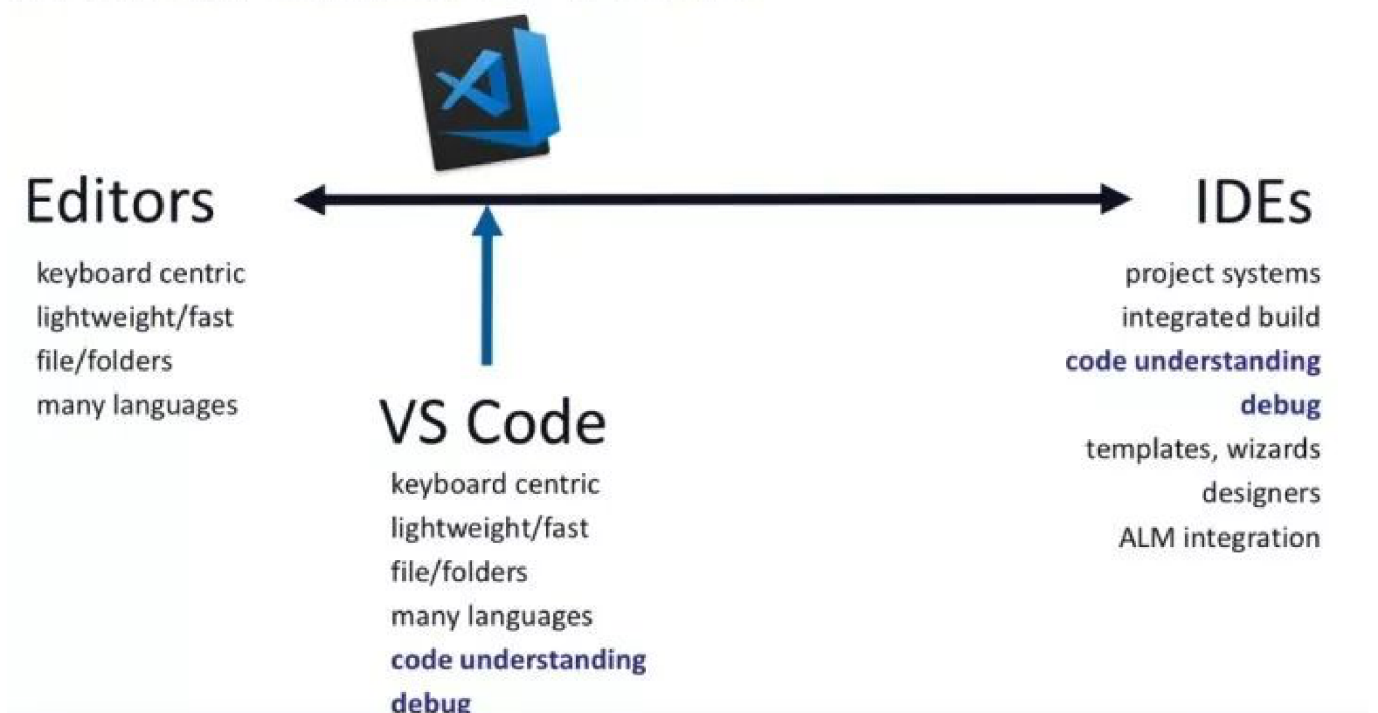 Editors
keyboard centric
lightweight/fast
file/folders
many languages
VS Code
keyboard centric
lightweight/fast
file/folders
many languages
code understanding
debug
IDEs
project systems
integrated build
code understanding
debug
templates, wizards
designers
ALM integration